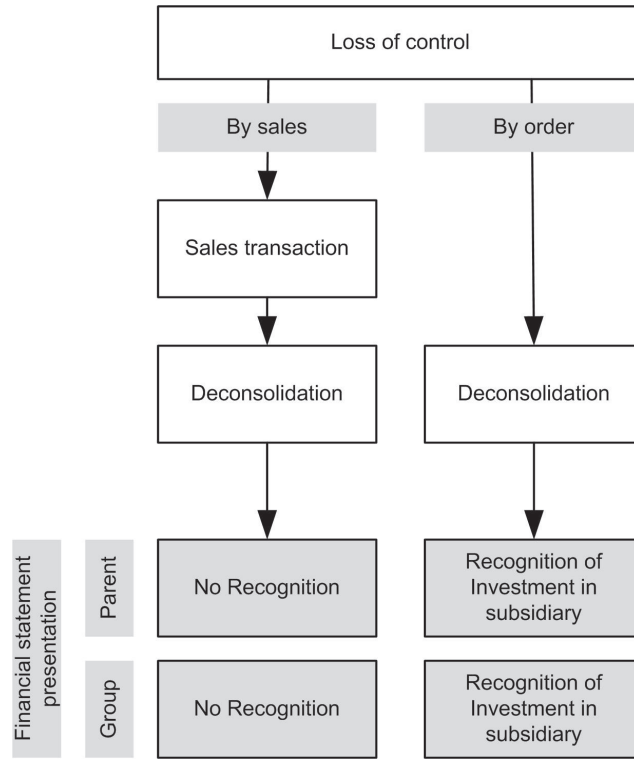 Loss of control
By sales
By order
Sales transaction
Deconsolidation
Deconsolidation
Financial statement
presentation
Parent
No Recognition
Recognition of
Investment in
subsidiary
Group
No Recognition
Recognition of
Investment in
subsidiary